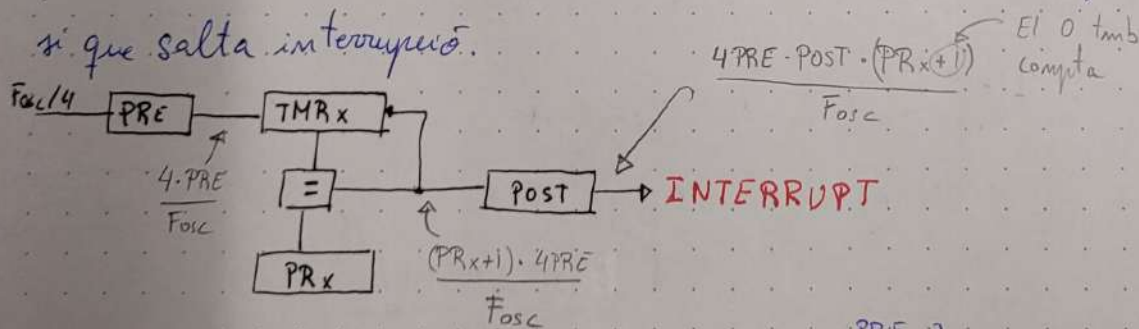 si que salta interrupció.
4PRE · POST · (PRx+1)
Fosc
El 0 tmb
compta
Fosc/4
PRE
TMRx
4·PRE
Fosc
=
POST
INTERRUPT
PRx
(PRx+1) · 4PRE
Fosc